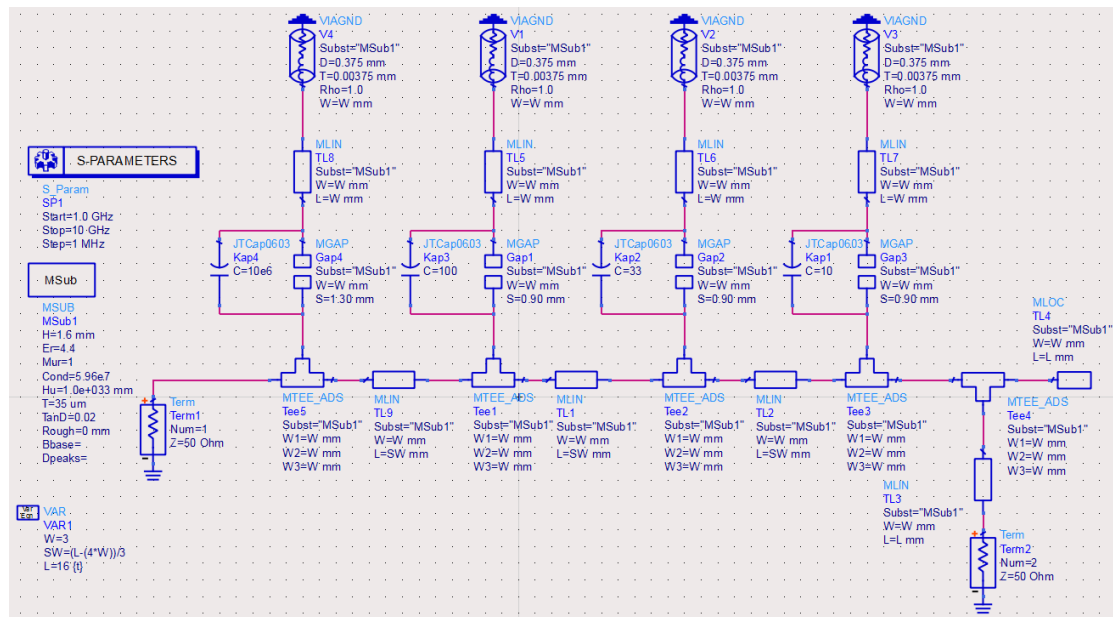 VIAGND
V4
Subst="MSub1"
D=0.375 mm
T=0.00375 mm
Rho=1.0
W=W mm
VIAGND
V1
Subst="MSub1"
D=0.375 mm
T=0.00375 mm
Rho=1.0
W=W mm
VIAGND
V2
Subst="MSub1"
D=0.375 mm
T=0.00375 mm
Rho=1.0
W=W mm
VIAGND
V3
Subst="MSub1"
D=0.375 mm
T=0.00375 mm
Rho=1.0
W=W mm
MLIN
TL8
Subst="MSub1"
W=W mm
L=W mm
MLIN
TL5
Subst="MSub1"
W=W mm
L=W mm
MLIN
TL6
Subst="MSub1"
W=W mm
L=W mm
MLIN
TL7
Subst="MSub1"
W=W mm
L=W mm
S-PARAMETERS
S_Param
SP1
Start=1.0 GHz
Stop=10 GHz
Step=1 MHz
JTCap0603
Kap4
C=10e6
MGAP
Gap4
Subst="MSub1"
W=W mm
S=1.30 mm
JTCap0603
Kap3
C=100
MGAP
Gap1
Subst="MSub1"
W=W mm
S=0.90 mm
JTCap0603
Kap2
C=33
MGAP
Gap2
Subst="MSub1"
W=W mm
S=0.90 mm
JTCap0603
Kap1
C=10
MGAP
Gap3
Subst="MSub1"
W=W mm
S=0.90 mm
MSub
MSUB
MSub1
H=1.6 mm
Er=4.4
Mur=1
Cond=5.96e7
Hu=1.0e+033 mm
T=35 um
TanD=0.02
Rough=0 mm
Bbase=
Dpeaks=
MLOC
TL4
Subst="MSub1"
W=W mm
L=L mm
Term
Term1
Num=1
Z=50 Ohm
MTEE_ADS
Tee5
Subst="MSub1"
W1=W mm
W2=W mm
W3=W mm
MLIN
TL9
Subst="MSub1"
W=W mm
L=SW mm
MTEE_ADS
Tee1
Subst="MSub1"
W1=W mm
W2=W mm
W3=W mm
MLIN
TL1
Subst="MSub1"
W=W mm
L=SW mm
MTEE_ADS
Tee2
Subst="MSub1"
W1=W mm
W2=W mm
W3=W mm
MLIN
TL2
Subst="MSub1"
W=W mm
L=SW mm
MTEE_ADS
Tee3
Subst="MSub1"
W1=W mm
W2=W mm
W3=W mm
MTEE_ADS
Tee4
Subst="MSub1"
W1=W mm
W2=W mm
W3=W mm
MLIN
TL3
Subst="MSub1"
W=W mm
L=L mm
Term
Term2
Num=2
Z=50 Ohm
Var
Eqn
VAR
VAR1
W=3
SW=(L-(4*W))/3
L=16 {t}